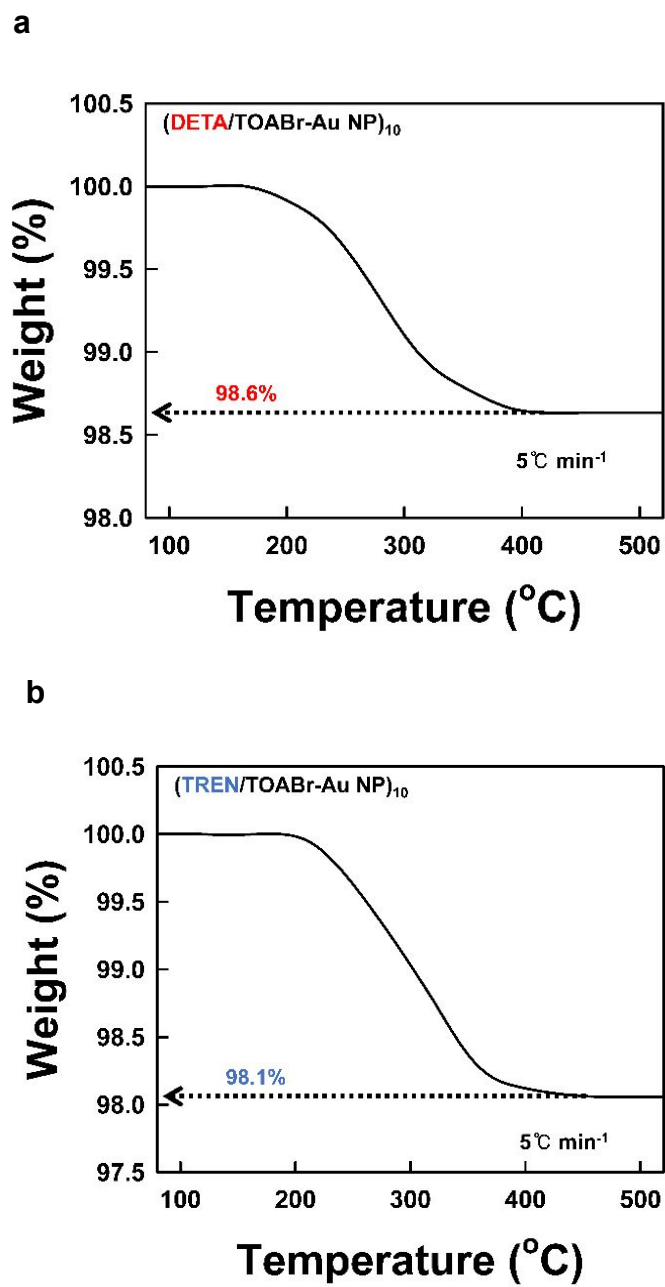 a
100.5
(DETA/TOABr-Au NP)10
100.0
99.5
99.0
98.6%
98.5
5℃ min-1
98.0
100 200 300 400 500
Weight (%)
Temperature (oC)
b
100.5
(TREN/TOABr-Au NP)10
100.0
99.5
99.0
98.5
98.1%
98.0
5℃ min-1
97.5
100 200 300 400 500
Weight (%)
Temperature (oC)